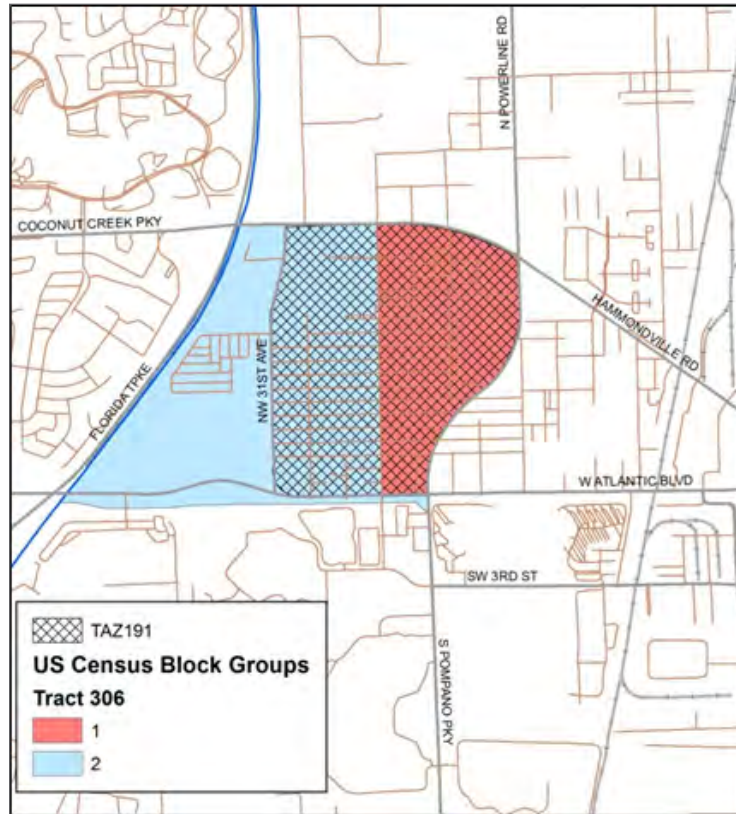 N POWERLINE RD
COCONUT CREEK PKY
HAMMONDVILLE RD
NW 31ST AVE
FLORIDA TPKE
W ATLANTIC BLVD
SW 3RD ST
S POMPANO PKY
TAZ191
US Census Block Groups
Tract 306
1
2